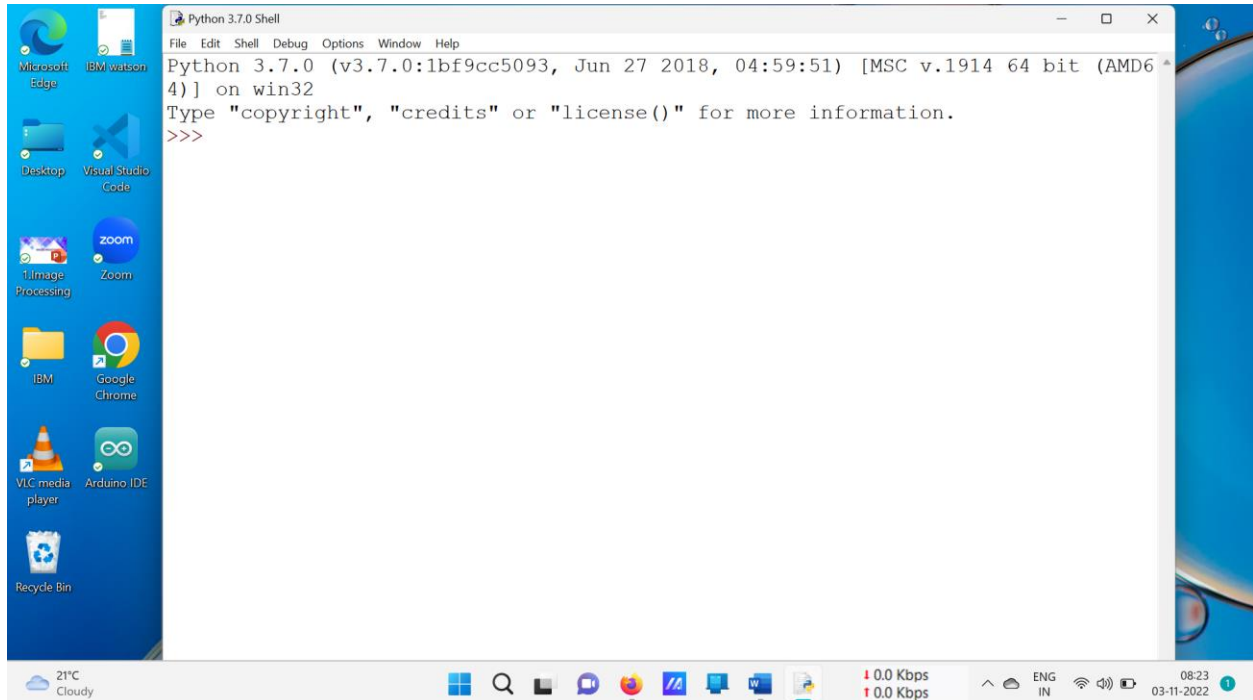 Python 3.7.0 Shell
File Edit Shell Debug Options Window Help
Python 3.7.0 (v3.7.0:1bf9cc5093, Jun 27 2018, 04:59:51) [MSC v.1914 64 bit (AMD6
4)] on win32
Type "copyright", "credits" or "license()" for more information.
>>>
Microsoft
Edge
IBM watson
Desktop
Visual Studio
Code
zoom
1.Image
Processing
Zoom
IBM
Google
Chrome
VLC media
player
Arduino IDE
Recycle Bin
21°C
Cloudy
0.0 Kbps
0.0 Kbps
ENG
IN
08:23
03-11-2022
1